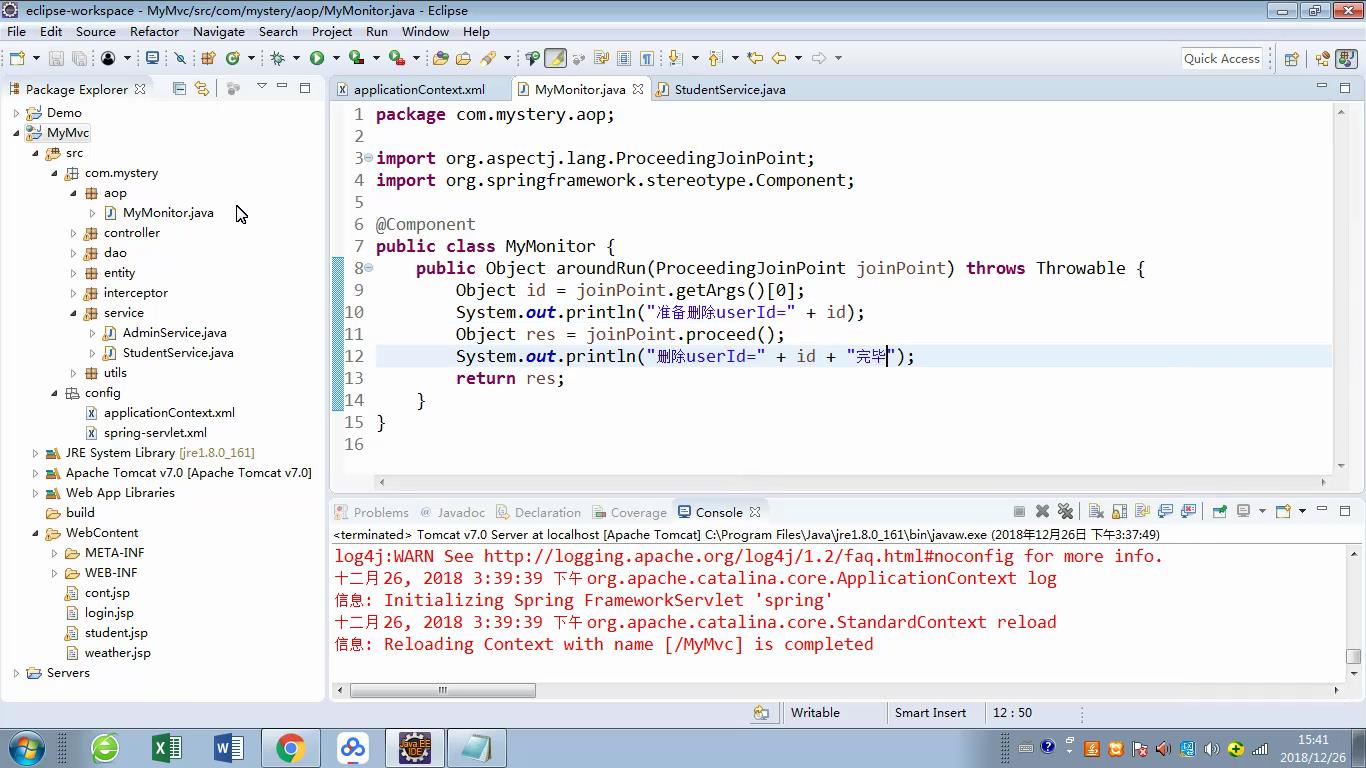 eclipse-workspace - MyMvc/src/com/mystery/aop/MyMonitor.java - Eclipse
File Edit Source Refactor Navigate Search Project Run Window Help
Quick Access
Package Explorer
applicationContext.xml MyMonitor.java StudentService.java
Demo
MyMvc
src
com.mystery
aop
MyMonitor.java
controller
dao
entity
interceptor
service
AdminService.java
StudentService.java
utils
config
applicationContext.xml
spring-servlet.xml
JRE System Library [jre1.8.0_161]
Apache Tomcat v7.0 [Apache Tomcat v7.0]
Web App Libraries
build
WebContent
META-INF
WEB-INF
cont.jsp
login.jsp
student.jsp
weather.jsp
Servers
1 package com.mystery.aop;
2
3 import org.aspectj.lang.ProceedingJoinPoint;
4 import org.springframework.stereotype.Component;
5
6 @Component
7 public class MyMonitor {
8 public Object aroundRun(ProceedingJoinPoint joinPoint) throws Throwable {
9 Object id = joinPoint.getArgs()[0];
10 System.out.println("准备删除userId=" + id);
11 Object res = joinPoint.proceed();
12 System.out.println("删除userId=" + id + "完毕");
13 return res;
14 }
15 }
16
Problems Javadoc Declaration Coverage Console
<terminated> Tomcat v7.0 Server at localhost [Apache Tomcat] C:\Program Files\Java\jre1.8.0_161\bin\javaw.exe (2018年12月26日 下午3:37:49)
log4j:WARN See http://logging.apache.org/log4j/1.2/faq.html#noconfig for more info.
十二月 26, 2018 3:39:39 下午 org.apache.catalina.core.ApplicationContext log
信息: Initializing Spring FrameworkServlet 'spring'
十二月 26, 2018 3:39:39 下午 org.apache.catalina.core.StandardContext reload
信息: Reloading Context with name [/MyMvc] is completed
Writable Smart Insert 12 : 50
Java EE
IDE
15:41
2018/12/26